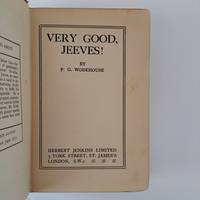 VERY GOOD,
JEEVES!
BY
P. G. WODEHOUSE
HERBERT JENKINS LIMITED
3 YORK STREET, ST. JAMES'S
LONDON, S.W.1